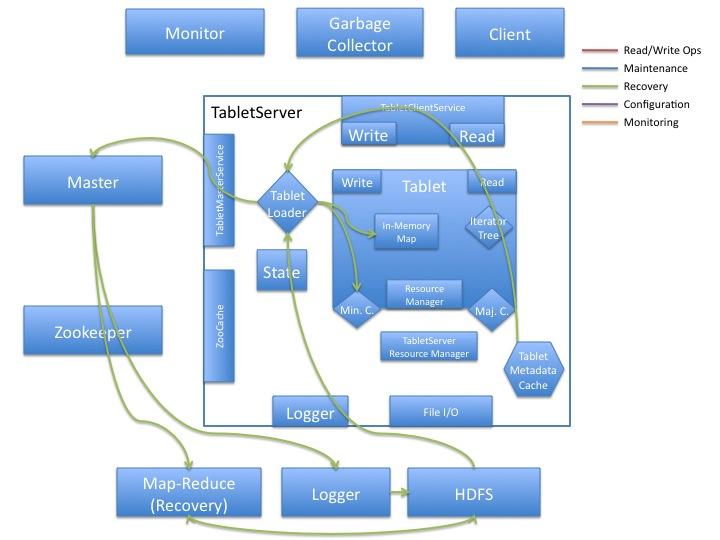 Monitor
Garbage
Collector
Client
Read/Write Ops
Maintenance
Recovery
Configuration
Monitoring
TabletServer
TabletClientService
Write
Read
Master
TabletMasterService
Tablet
Loader
Write
Tablet
Read
In-Memory
Map
Iterator
Tree
State
Resource
Manager
Min. C.
Maj. C.
Zookeeper
ZooCache
TabletServer
Resource Manager
Tablet
Metadata
Cache
Logger
File I/O
Map-Reduce
(Recovery)
Logger
HDFS